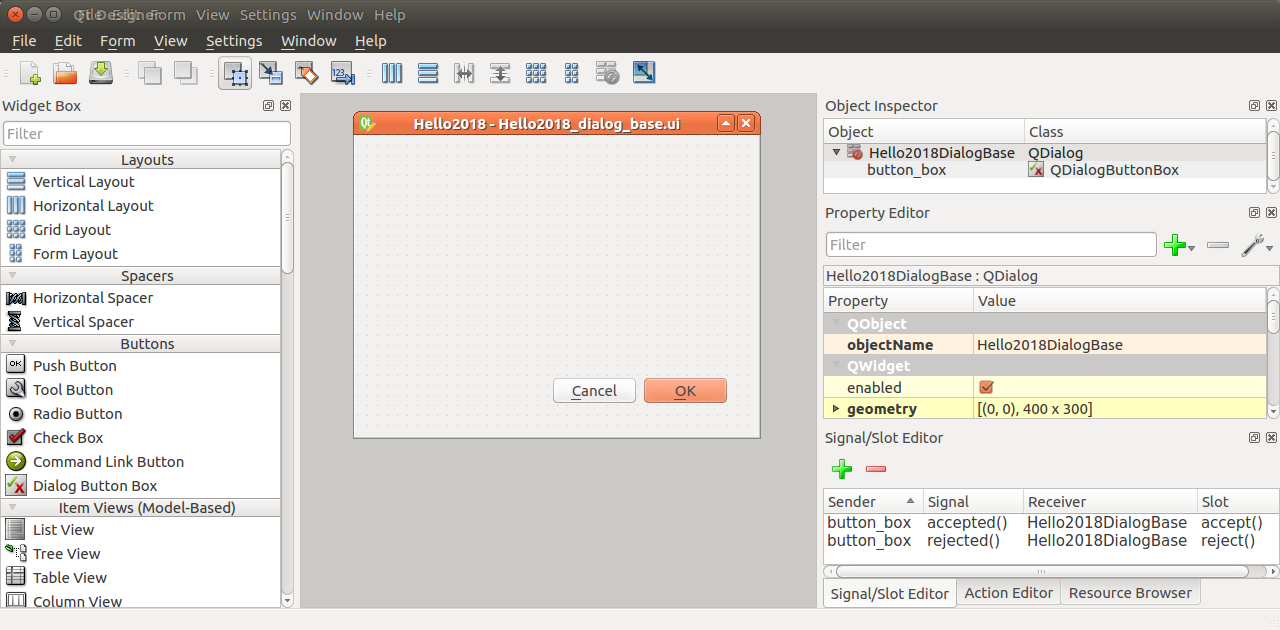 File Edit Form View Settings Window Help
File Edit Form View Settings Window Help
Widget Box
Filter
Layouts
Vertical Layout
Horizontal Layout
Grid Layout
Form Layout
Spacers
Horizontal Spacer
Vertical Spacer
Buttons
OK Push Button
Tool Button
Radio Button
Check Box
Command Link Button
Dialog Button Box
Item Views (Model-Based)
List View
Tree View
Table View
Column View
Qt Hello2018 - Hello2018_dialog_base.ui
Cancel OK
Object Inspector
Object Class
Hello2018DialogBase QDialog
button_box QDialogButtonBox
Property Editor
Filter
Hello2018DialogBase : QDialog
Property Value
QObject
objectName Hello2018DialogBase
QWidget
enabled
geometry [(0, 0), 400 x 300]
Signal/Slot Editor
Sender Signal Receiver Slot
button_box accepted() Hello2018DialogBase accept()
button_box rejected() Hello2018DialogBase reject()
Signal/Slot Editor Action Editor Resource Browser